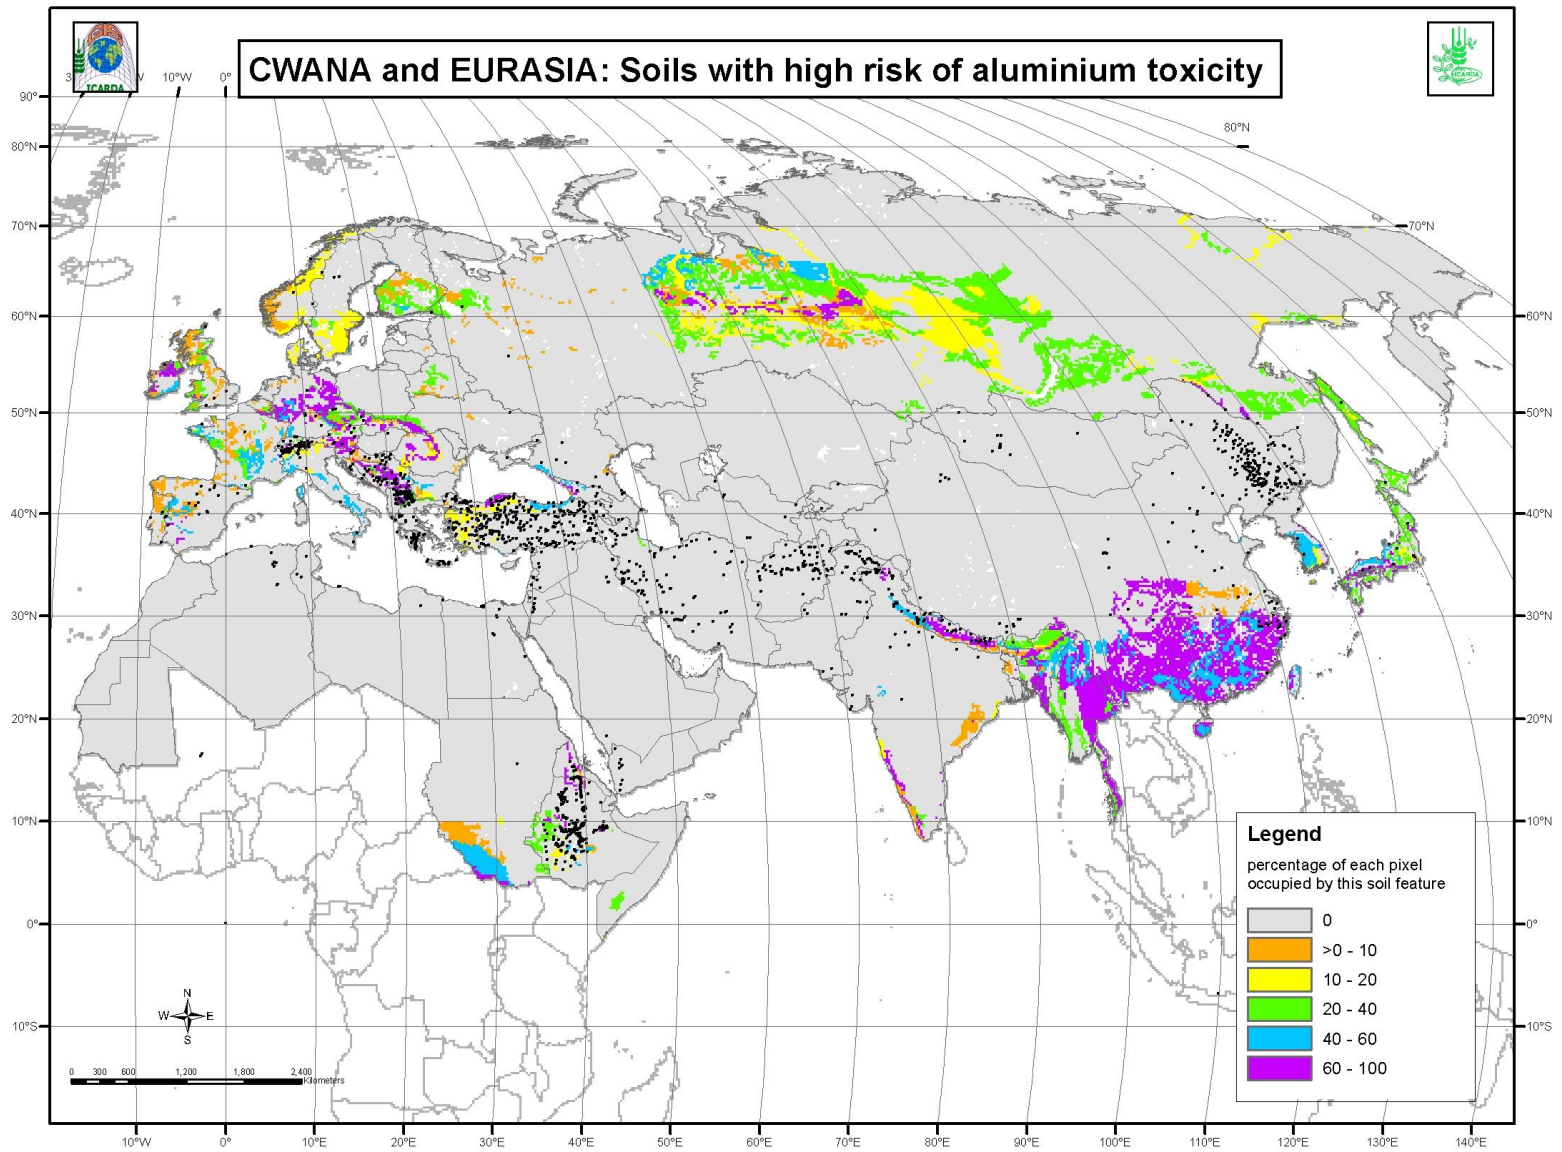 CWANA and EURASIA: Soils with high risk of aluminium toxicity
ICARDA
ICARDA
10°W 0°
80°N
90°
80°N
70°N 70°N
60°N 60°N
50°N 50°N
40°N 40°N
30°N 30°N
20°N 20°N
10°N 10°N
0° 0°
10°S 10°S
Legend
percentage of each pixel
occupied by this soil feature
0
>0 - 10
10 - 20
20 - 40
40 - 60
60 - 100
N
W E
S
0 300 600 1,200 1,800 2,400
Kilometers
10°W 0° 10°E 20°E 30°E 40°E 50°E 60°E 70°E 80°E 90°E 100°E 110°E 120°E 130°E 140°E